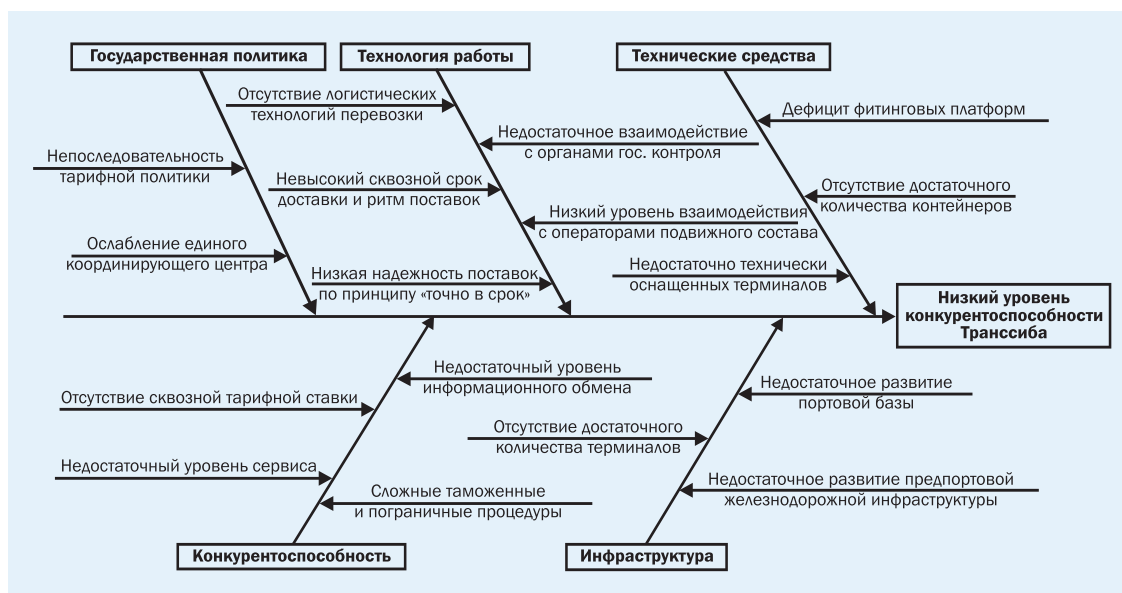 Государственная политика
Технология работы
Технические средства
Отсутствие логистических
технологий перевозки
Дефицит фитинговых платформ
Недостаточное взаимодействие
с органами гос. контроля
Непоследовательность
тарифной политики
Невысокий сквозной срок
доставки и ритм поставок
Отсутствие достаточного
количества контейнеров
Низкий уровень взаимодействия
с операторами подвижного состава
Ослабление единого
координирующего центра
Низкая надежность поставок
по принципу «точно в срок»
Недостаточно технически
оснащенных терминалов
Низкий уровень
конкурентоспособности
Транссиба
Недостаточный уровень
информационного обмена
Недостаточное развитие
портовой базы
Отсутствие сквозной тарифной ставки
Отсутствие достаточного
количества терминалов
Недостаточный уровень сервиса
Недостаточное развитие предпортовой
железнодорожной инфраструктуры
Сложные таможенные
и пограничные процедуры
Конкурентоспособность
Инфраструктура